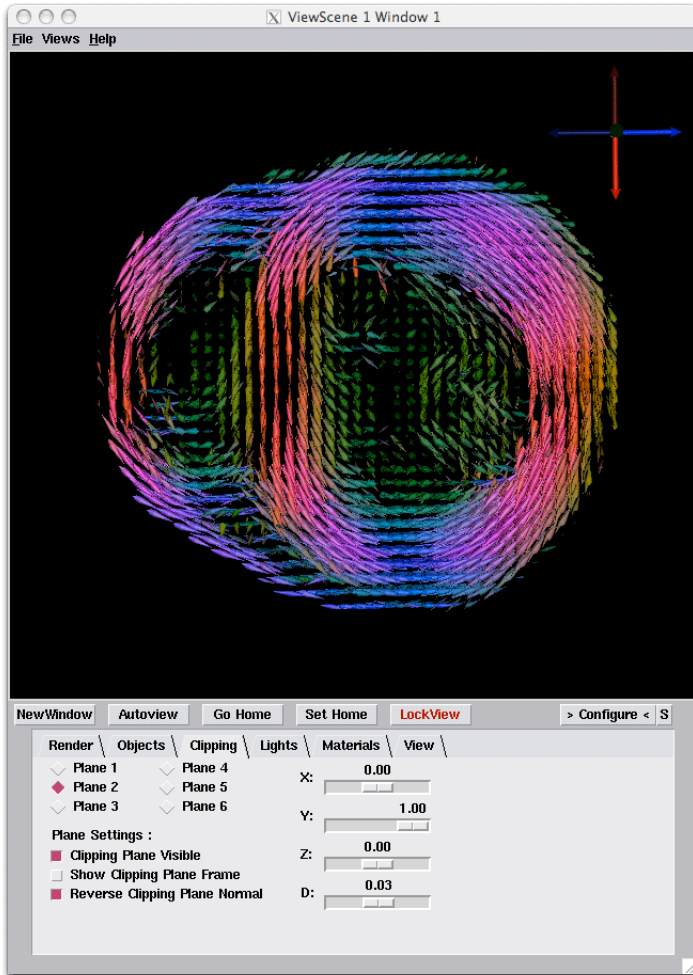 X ViewScene 1 Window 1
File Views Help
NewWindow Autoview Go Home Set Home LockView > Configure < S
Render Objects Clipping Lights Materials View
Plane 1 Plane 4
Plane 2 Plane 5
Plane 3 Plane 6
Plane Settings :
Clipping Plane Visible
Show Clipping Plane Frame
Reverse Clipping Plane Normal
X: 0.00
Y: 1.00
Z: 0.00
D: 0.03